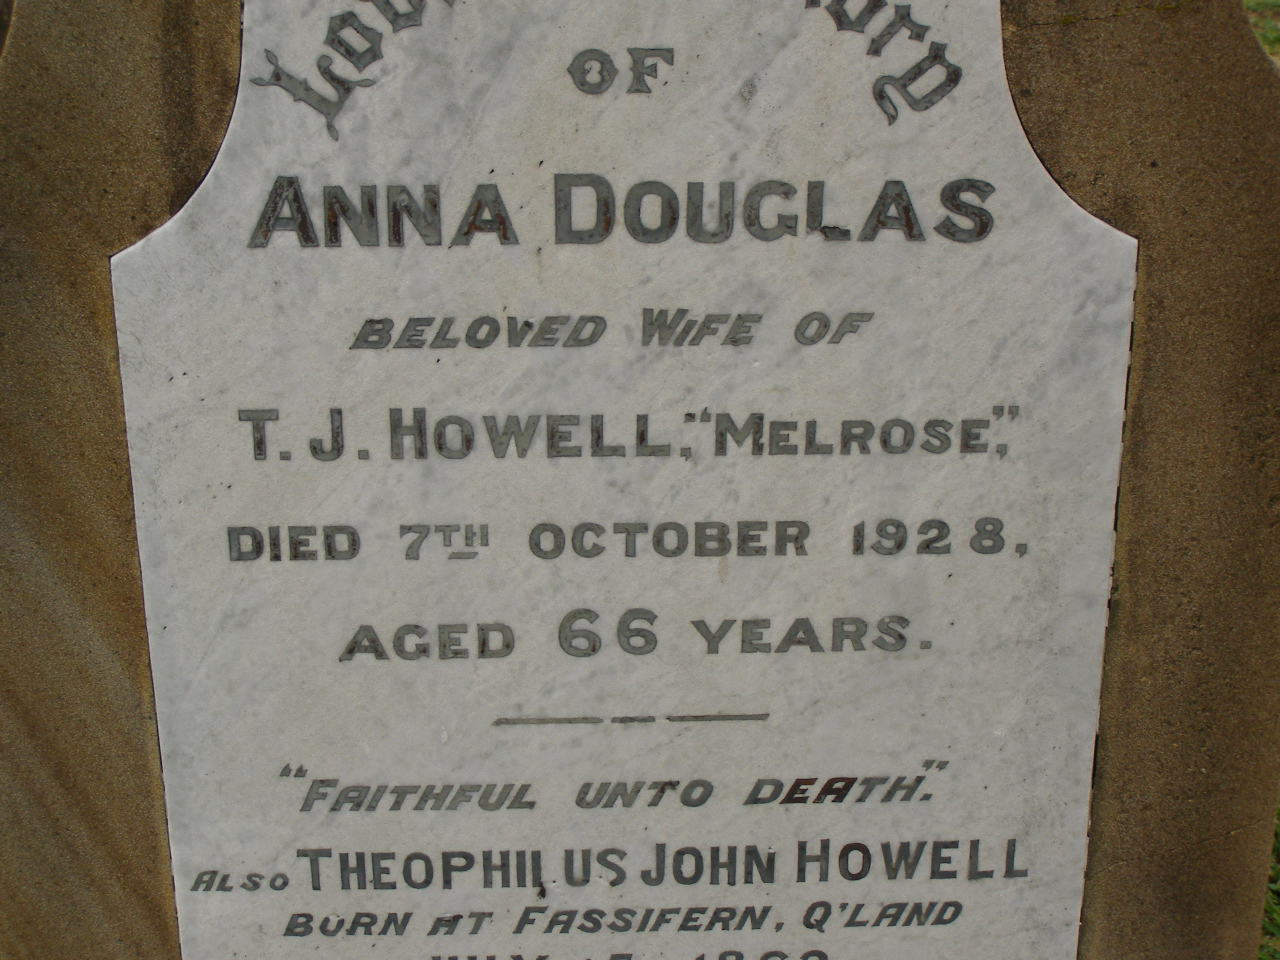 OF
ANNA DOUGLAS
BELOVED WIFE OF
T. J. HOWELL, "MELROSE,"
DIED 7TH OCTOBER 1928,
AGED 66 YEARS.
"FAITHFUL UNTO DEATH."
ALSO THEOPHILUS JOHN HOWELL
BORN AT FASSIFERN, Q'LAND
JULY